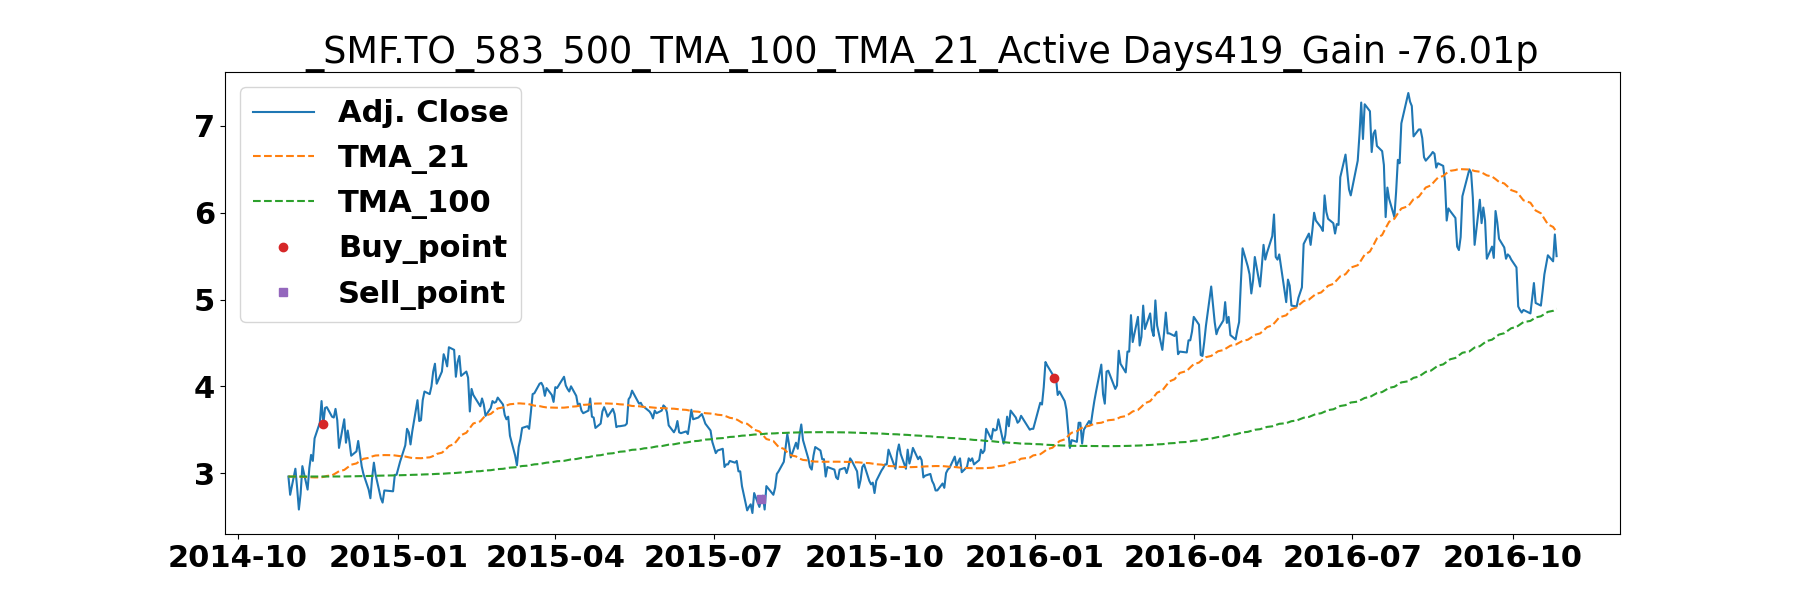 _SMF.TO_583_500_TMA_100_TMA_21_Active Days419_Gain -76.01p
Adj. Close
TMA_21
TMA_100
Buy_point
Sell_point
7
6
5
4
3
2014-10 2015-01 2015-04 2015-07 2015-10 2016-01 2016-04 2016-07 2016-10